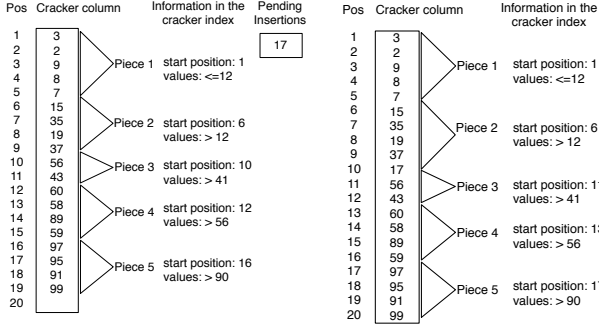 Pos Cracker column Information in the cracker index Pending Insertions
17
1 3
2 2
3 9
4 8
5 7
6 15
7 35
8 19
9 37
10 56
11 43
12 60
13 58
14 89
15 59
16 97
17 95
18 91
19 99
20
Piece 1 start position: 1
values: <=12
Piece 2 start position: 6
values: > 12
Piece 3 start position: 10
values: > 41
Piece 4 start position: 12
values: > 56
Piece 5 start position: 16
values: > 90
Pos Cracker column Information in the cracker index
1 3
2 2
3 9
4 8
5 7
6 15
7 35
8 19
9 37
10 17
11 56
12 43
13 60
14 58
15 89
16 59
17 97
18 95
19 91
20 99
Piece 1 start position: 1
values: <=12
Piece 2 start position: 6
values: > 12
Piece 3 start position:
values: > 41
Piece 4 start position:
values: > 56
Piece 5 start position:
values: > 90